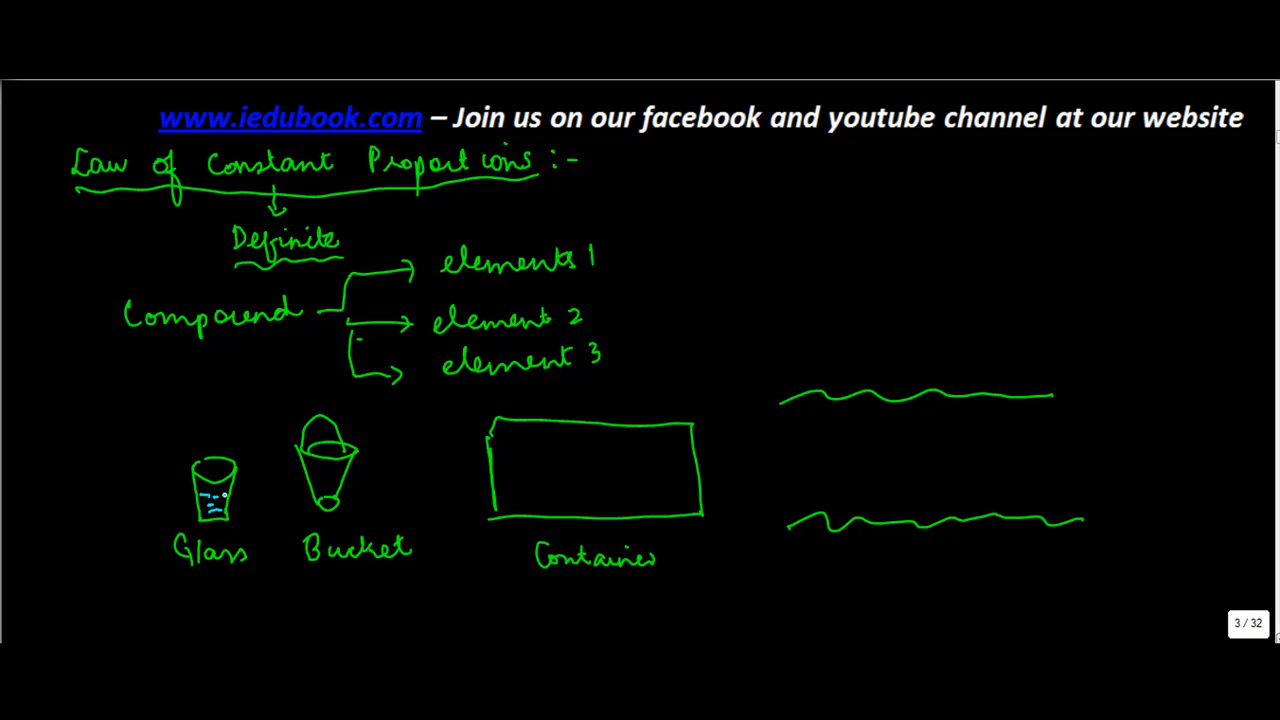 www.iedubook.com – Join us on our facebook and youtube channel at our website
Law of Constant Proportions :-
Definite
elements 1
Compound
element 2
element 3
Glass
Bucket
Container
3 / 32